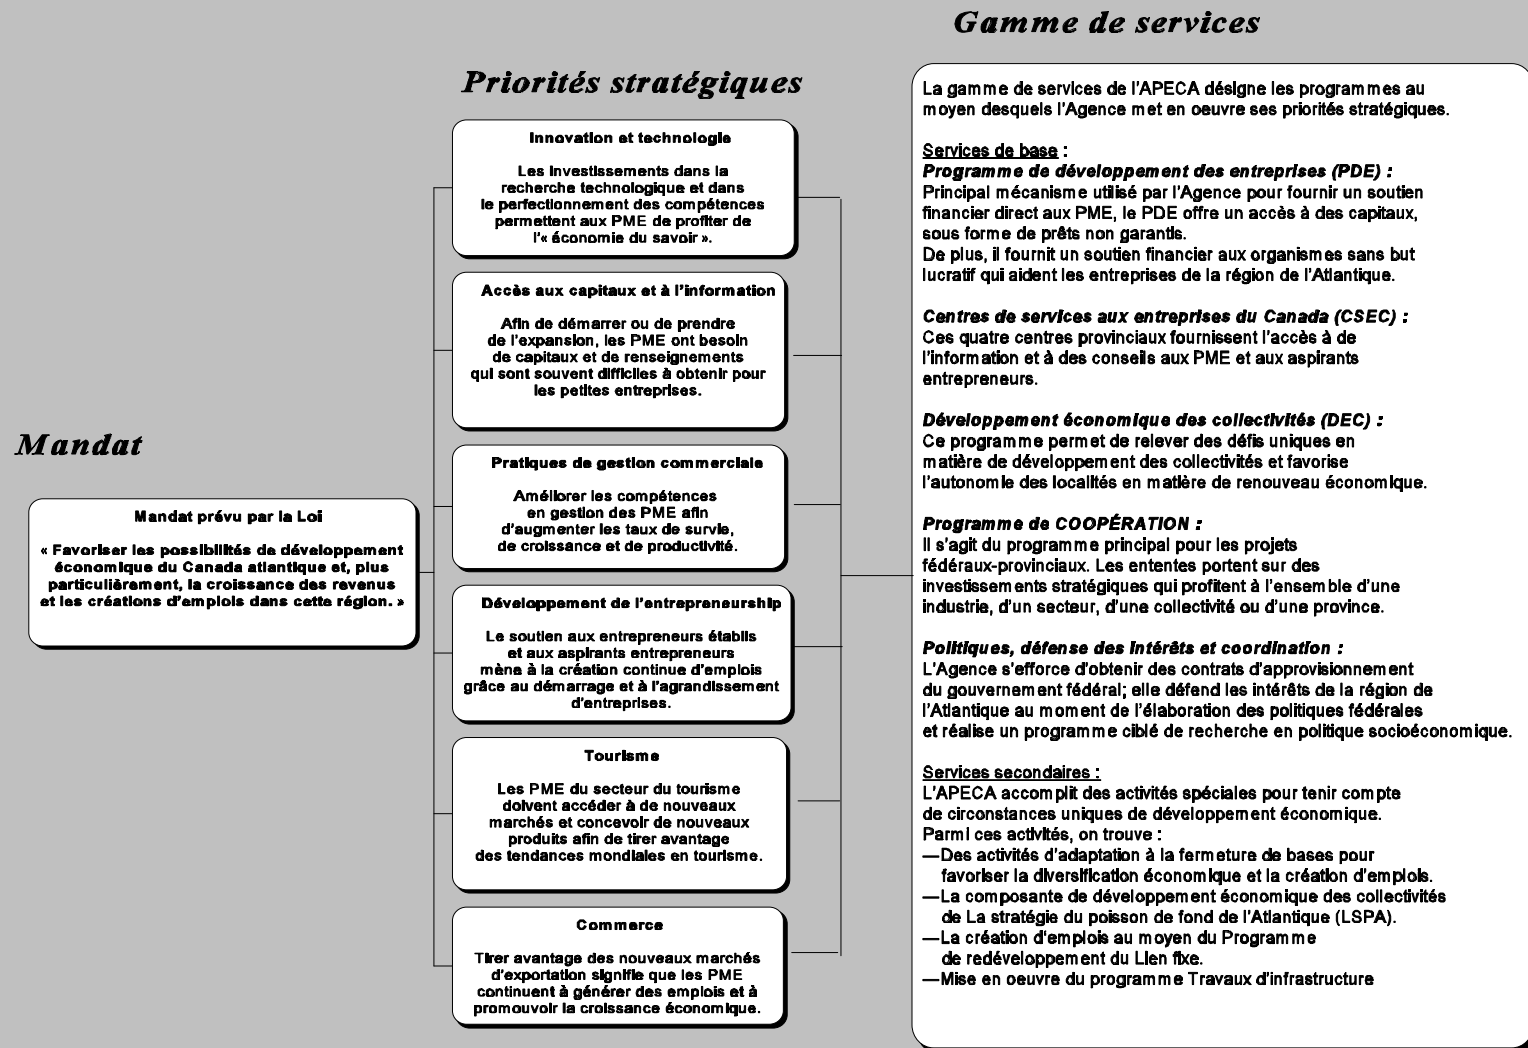 Mandat
Mandat prévu par la Loi
« Favoriser les possibilités de développement
économique du Canada atlantique et, plus
particulièrement, la croissance des revenus
et les créations d'emplois dans cette région. »
Priorités stratégiques
Innovation et technologie
Les investissements dans la
recherche technologique et dans
le perfectionnement des compétences
permettent aux PME de profiter de
l'« économie du savoir ».
Accès aux capitaux et à l'information
Afin de démarrer ou de prendre
de l'expansion, les PME ont besoin
de capitaux et de renseignements
qui sont souvent difficiles à obtenir pour
les petites entreprises.
Pratiques de gestion commerciale
Améliorer les compétences
en gestion des PME afin
d'augmenter les taux de survie,
de croissance et de productivité.
Développement de l'entrepreneurship
Le soutien aux entrepreneurs établis
et aux aspirants entrepreneurs
mène à la création continue d'emplois
grâce au démarrage et à l'agrandissement
d'entreprises.
Tourisme
Les PME du secteur du tourisme
doivent accéder à de nouveaux
marchés et concevoir de nouveaux
produits afin de tirer avantage
des tendances mondiales en tourisme.
Commerce
Tirer avantage des nouveaux marchés
d'exportation signifie que les PME
continuent à générer des emplois et à
promouvoir la croissance économique.
Gamme de services
La gamme de services de l'APECA désigne les programmes au
moyen desquels l'Agence met en oeuvre ses priorités stratégiques.
Services de base :
Programme de développement des entreprises (PDE) :
Principal mécanisme utilisé par l'Agence pour fournir un soutien
financier direct aux PME, le PDE offre un accès à des capitaux,
sous forme de prêts non garantis.
De plus, il fournit un soutien financier aux organismes sans but
lucratif qui aident les entreprises de la région de l'Atlantique.
Centres de services aux entreprises du Canada (CSEC) :
Ces quatre centres provinciaux fournissent l'accès à de
l'information et à des conseils aux PME et aux aspirants
entrepreneurs.
Développement économique des collectivités (DEC) :
Ce programme permet de relever des défis uniques en
matière de développement des collectivités et favorise
l'autonomie des localités en matière de renouveau économique.
Programme de COOPÉRATION :
Il s'agit du programme principal pour les projets
fédéraux-provinciaux. Les ententes portent sur des
investissements stratégiques qui profitent à l'ensemble d'une
industrie, d'un secteur, d'une collectivité ou d'une province.
Politiques, défense des intérêts et coordination :
L'Agence s'efforce d'obtenir des contrats d'approvisionnement
du gouvernement fédéral; elle défend les intérêts de la région de
l'Atlantique au moment de l'élaboration des politiques fédérales
et réalise un programme ciblé de recherche en politique socioéconomique.
Services secondaires :
L'APECA accomplit des activités spéciales pour tenir compte
de circonstances uniques de développement économique.
Parmi ces activités, on trouve :
—Des activités d'adaptation à la fermeture de bases pour
favoriser la diversification économique et la création d'emplois.
—La composante de développement économique des collectivités
de La stratégie du poisson de fond de l'Atlantique (LSPA).
—La création d'emplois au moyen du Programme
de redéveloppement du Lien fixe.
—Mise en oeuvre du programme Travaux d'infrastructure